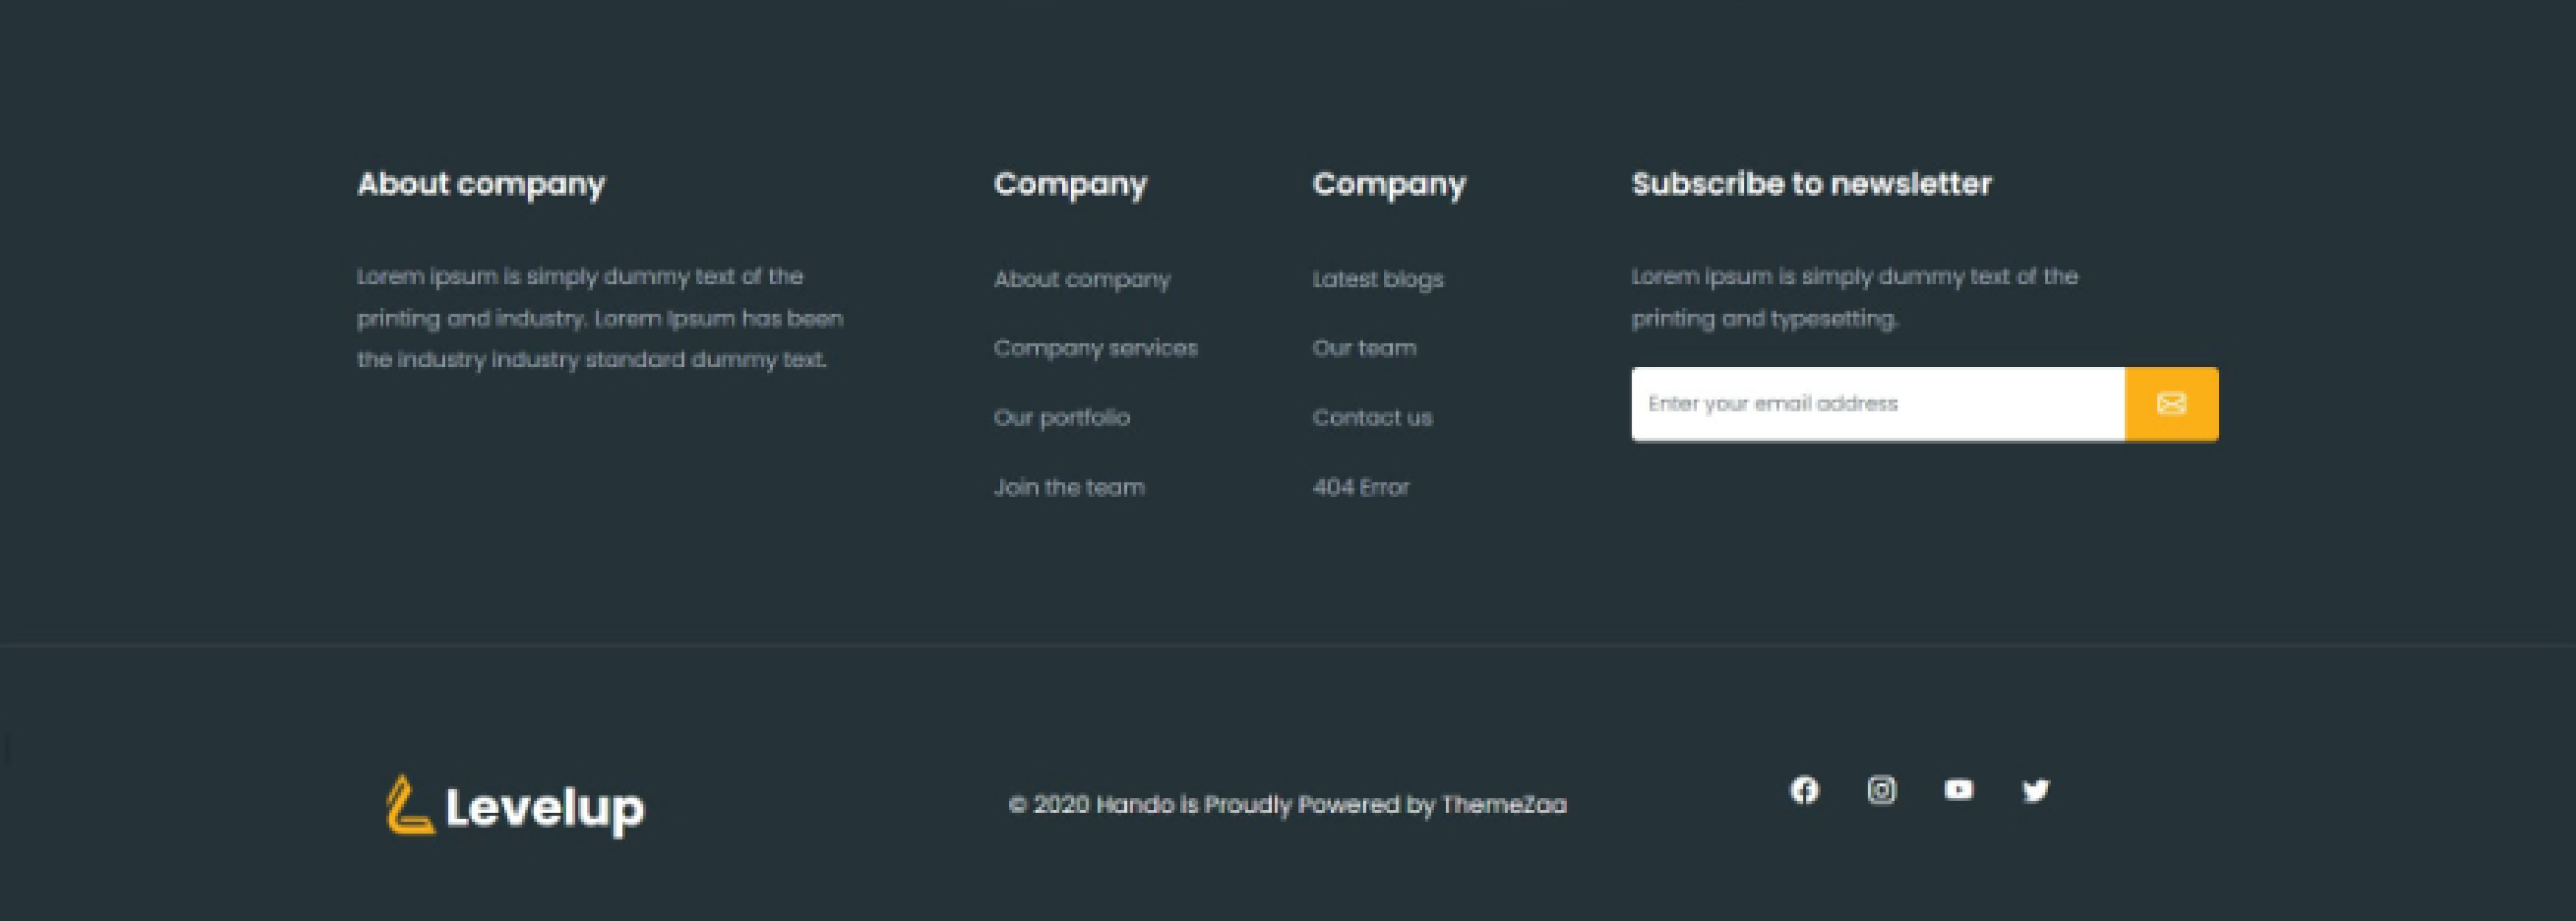 About company
Lorem ipsum is simply dummy text of the
printing and industry. Lorem Ipsum has been
the industry industry standard dummy text.
Company
About company
Company services
Our portfolio
Join the team
Company
Latest blogs
Our team
Contact us
404 Error
Subscribe to newsletter
Lorem ipsum is simply dummy text of the
printing and typesetting.
Enter your email address
Levelup
© 2020 Hando is Proudly Powered by ThemeZaa